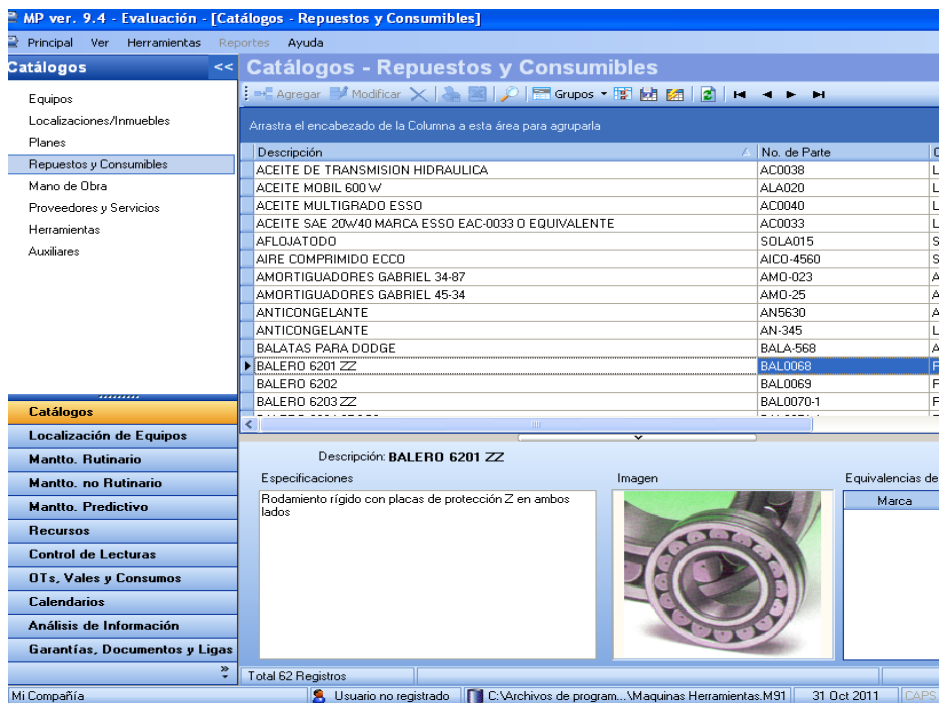 MP ver. 9.4 - Evaluación - [Catálogos - Repuestos y Consumibles]
Principal Ver Herramientas Reportes Ayuda
Catálogos <<
Catálogos - Repuestos y Consumibles
Agregar Modificar Grupos
Arrastra el encabezado de la Columna a esta área para agruparla
Equipos
Localizaciones/Inmuebles
Planes
Repuestos y Consumibles
Mano de Obra
Proveedores y Servicios
Herramientas
Auxiliares
Descripción No. de Parte
ACEITE DE TRANSMISION HIDRAULICA AC0038 L
ACEITE MOBIL 600 W ALA020 L
ACEITE MULTIGRADO ESSO AC0040 L
ACEITE SAE 20W40 MARCA ESSO EAC-0033 O EQUIVALENTE AC0033 L
AFLOJATODO SOLA015 S
AIRE COMPRIMIDO ECCO AICO-4560 S
AMORTIGUADORES GABRIEL 34-87 AMO-023 A
AMORTIGUADORES GABRIEL 45-34 AMO-25 A
ANTICONGELANTE AN5630 A
ANTICONGELANTE AN-345 L
BALATAS PARA DODGE BALA-568 A
BALERO 6201 ZZ BAL0068 F
BALERO 6202 BAL0069 F
BALERO 6203 ZZ BAL0070-1 F
Catálogos
Localización de Equipos
Mantto. Rutinario
Mantto. no Rutinario
Mantto. Predictivo
Recursos
Control de Lecturas
OTs, Vales y Consumos
Calendarios
Análisis de Información
Garantías, Documentos y Ligas
Descripción: BALERO 6201 ZZ
Especificaciones Imagen Equivalencias de
Rodamiento rígido con placas de protección Z en ambos
lados
Marca
Total 62 Registros
Mi Compañía Usuario no registrado C:\Archivos de program...\Maquinas Herramientas.M91 31 Oct 2011 CAPS